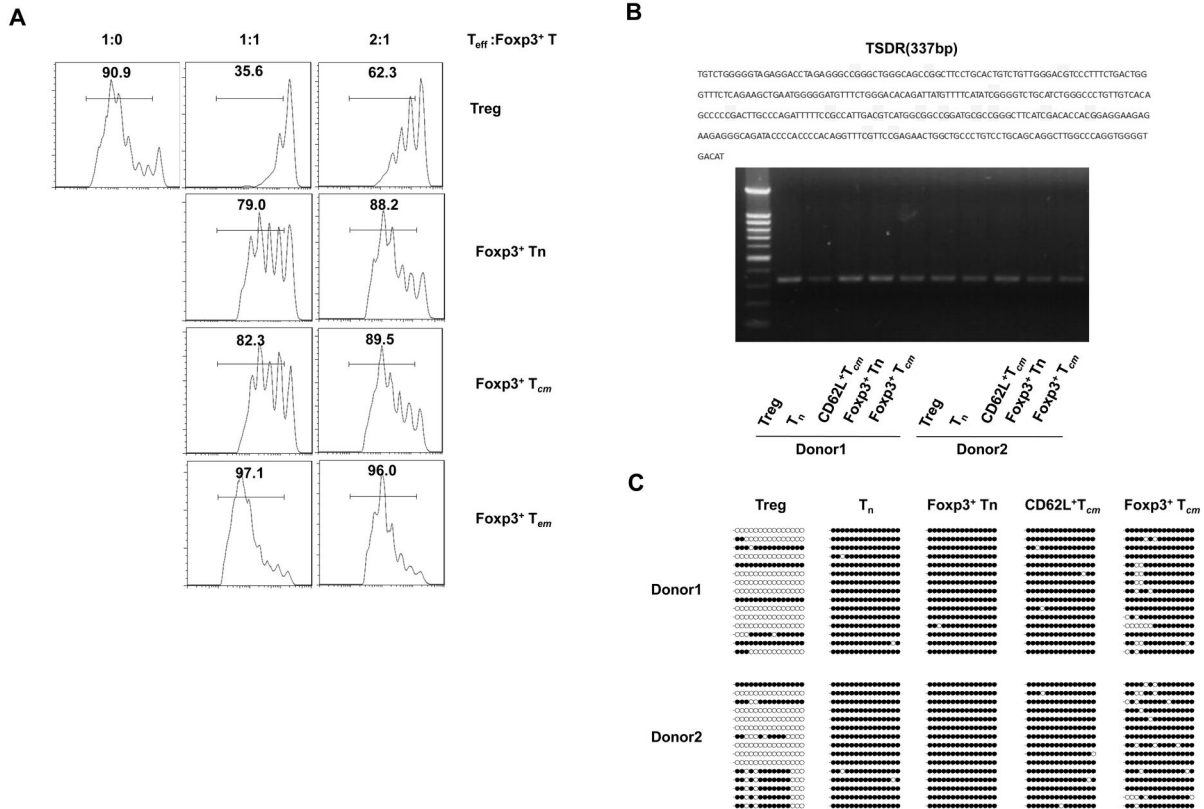 A
1:0 1:1 2:1 Teff :Foxp3+ T
90.9 35.6 62.3
Treg
79.0 88.2
Foxp3+ Tn
82.3 89.5
Foxp3+ Tcm
97.1 96.0
Foxp3+ Tem
B
TSDR(337bp)
TGTCTGGGGGTAGAGGACCTAGAGGGCCGGGCTGGGCAGCCGGCTTCCTGCACTGTCTGTTGGGACGTCCCTTTCTGACTGG
GTTTCTCAGAAGCTGAATGGGGGATGTTTCTGGGACACAGATTATGTTTTCATATCGGGGTCTGCATCTGGGCCCTGTTGTCACA
GCCCCCGACTTGCCCAGATTTTTCCGCCATTGACGTCATGGCGGCCGGATGCGCCGGGCTTCATCGACACCACGGAGGAAGAG
AAGAGGGCAGATACCCCACCCCACAGGTTTCGTTCCGAGAACTGGCTGCCCTGTCCTGCAGCAGGCTTGGCCCAGGTGGGGT
GACAT
Treg Tn CD62L+Tcm Foxp3+ Tn Foxp3+ Tcm Treg Tn CD62L+Tcm Foxp3+ Tn Foxp3+ Tcm
Donor1 Donor2
C
Treg Tn Foxp3+ Tn CD62L+Tcm Foxp3+ Tcm
Donor1
Donor2